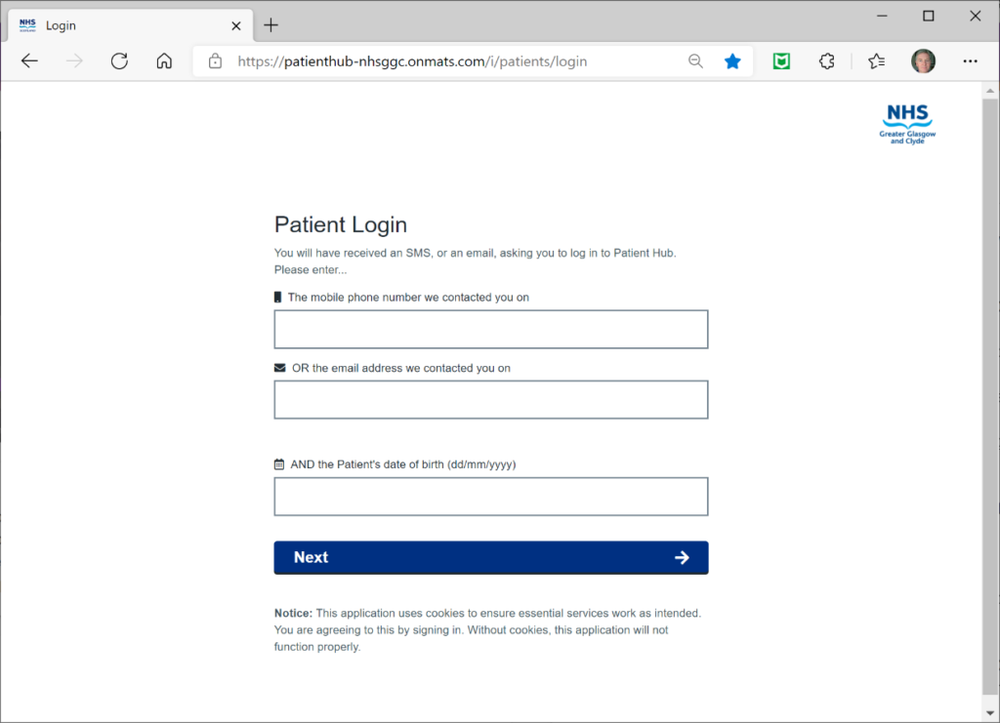 NHS
SCOTLAND
Login
https://patienthub-nhsggc.onmats.com/i/patients/login
NHS
Greater Glasgow
and Clyde
Patient Login
You will have received an SMS, or an email, asking you to log in to Patient Hub.
Please enter...
The mobile phone number we contacted you on
OR the email address we contacted you on
AND the Patient's date of birth (dd/mm/yyyy)
Next
Notice: This application uses cookies to ensure essential services work as intended.
You are agreeing to this by signing in. Without cookies, this application will not
function properly.